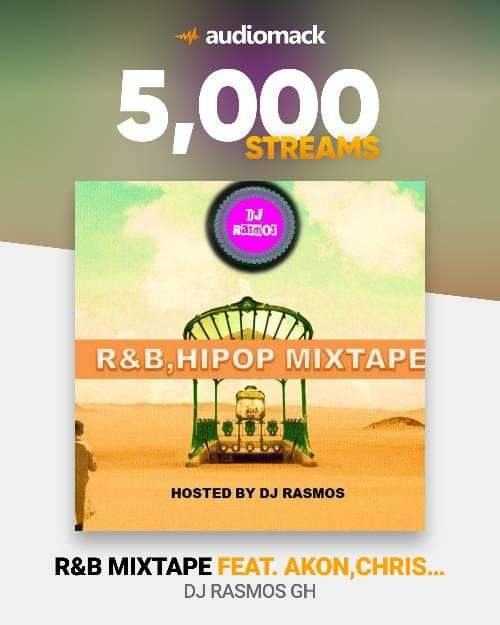 audiomack
5,000
STREAMS
DJ
RasmOS
R&B,HIPOP MIXTAPE
HOSTED BY DJ RASMOS
R&B MIXTAPE FEAT. AKON,CHRIS...
DJ RASMOS GH